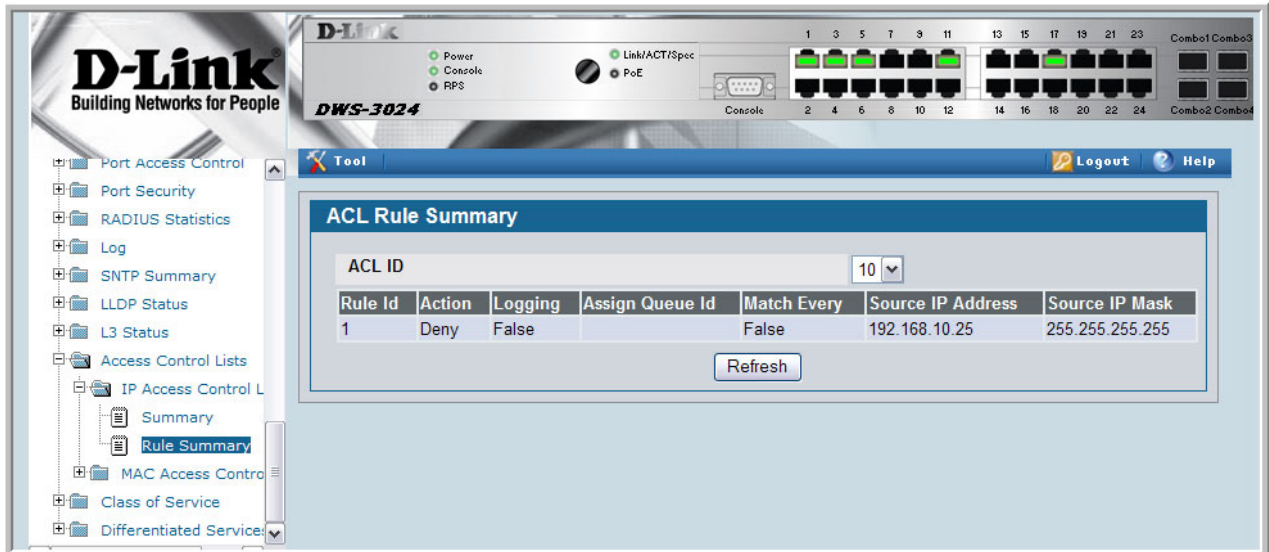 D-Link®
Building Networks for People
D-Link
Power
Console
RPS
Link/ACT/Spec
PoE
DWS-3024
Console
1 3 5 7 9 11 13 15 17 19 21 23
Combo1 Combo3
2 4 6 8 10 12 14 16 18 20 22 24
Combo2 Combo4
Port Access Control
Port Security
RADIUS Statistics
Log
SNTP Summary
LLDP Status
L3 Status
Access Control Lists
IP Access Control L
Summary
Rule Summary
MAC Access Contro
Class of Service
Differentiated Services
Tool
Logout
Help
ACL Rule Summary
ACL ID 10
Rule Id Action Logging Assign Queue Id Match Every Source IP Address Source IP Mask
1 Deny False False 192.168.10.25 255.255.255.255
Refresh